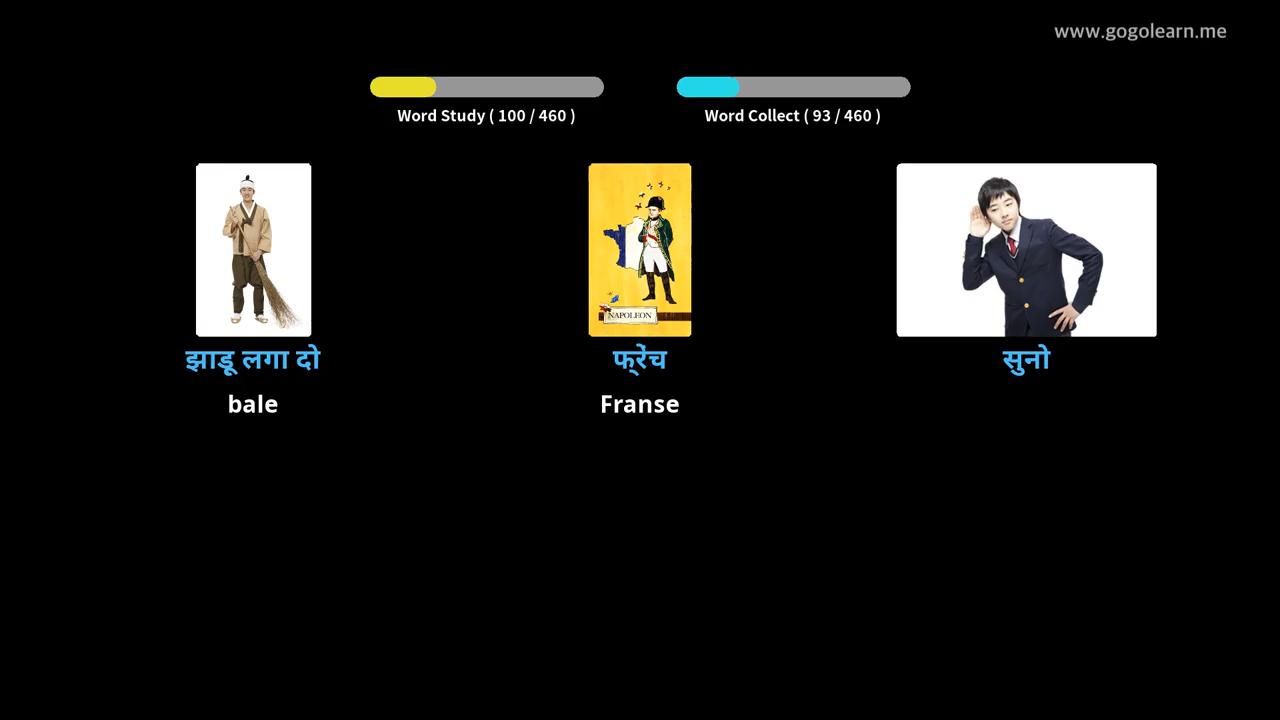 www.gogolearn.me
Word Study ( 100 / 460 )
Word Collect ( 93 / 460 )
NAPOLEON
झाडू लगा दो
फ्रेंच
सुनो
bale
Franse